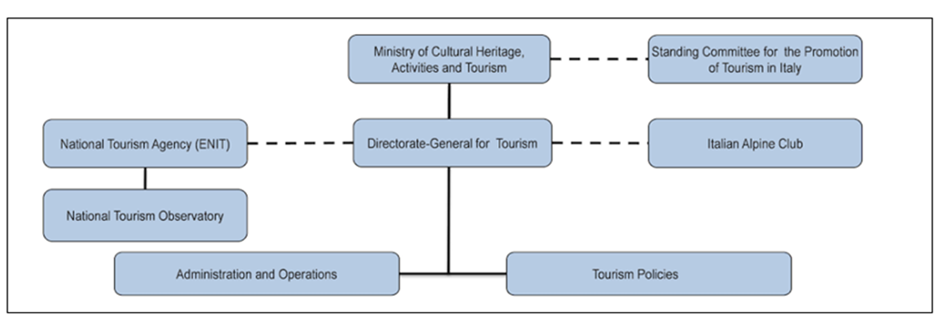 Ministry of Cultural Heritage,
Activities and Tourism
Standing Committee for the Promotion
of Tourism in Italy
National Tourism Agency (ENIT)
Directorate-General for Tourism
Italian Alpine Club
National Tourism Observatory
Administration and Operations
Tourism Policies